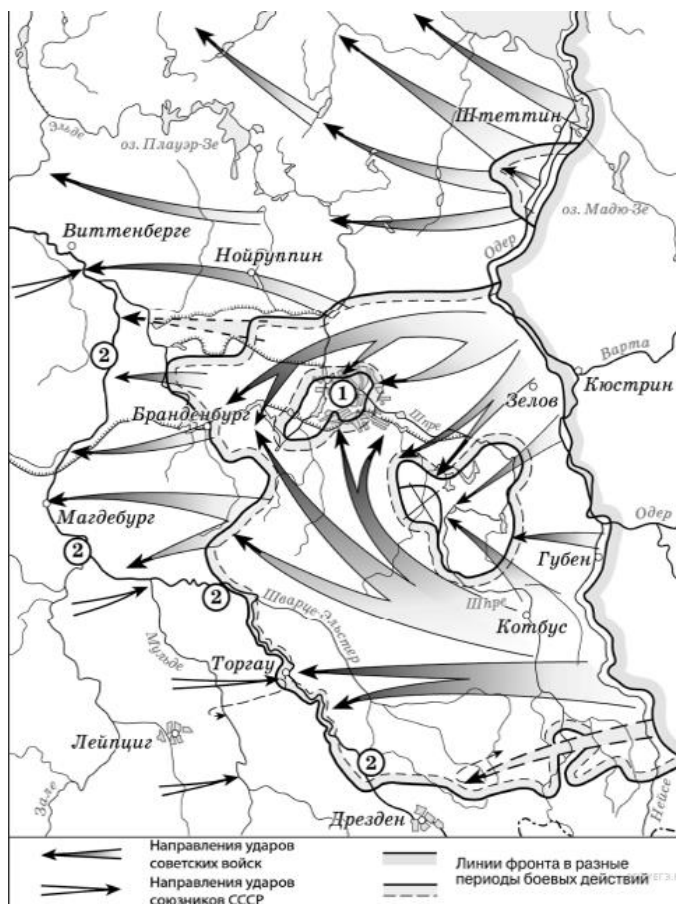 Штеттин
Эльде
оз. Плауэр-Зе
оз. Мадю-Зе
Виттенберге
Одер
Нойруппин
2
Варта
1
Кюстрин
Зелов
Бранденбург
Шпре
Магдебург
Одер
2
Губен
2
Шпре
Шварце-Эльстер
Котбус
Мульде
Торгау
Лейпциг
2
Зале
Нейсе
Дрезден
Направления ударов
советских войск
Направления ударов
союзников СССР
Линии фронта в разные
периоды боевых действий